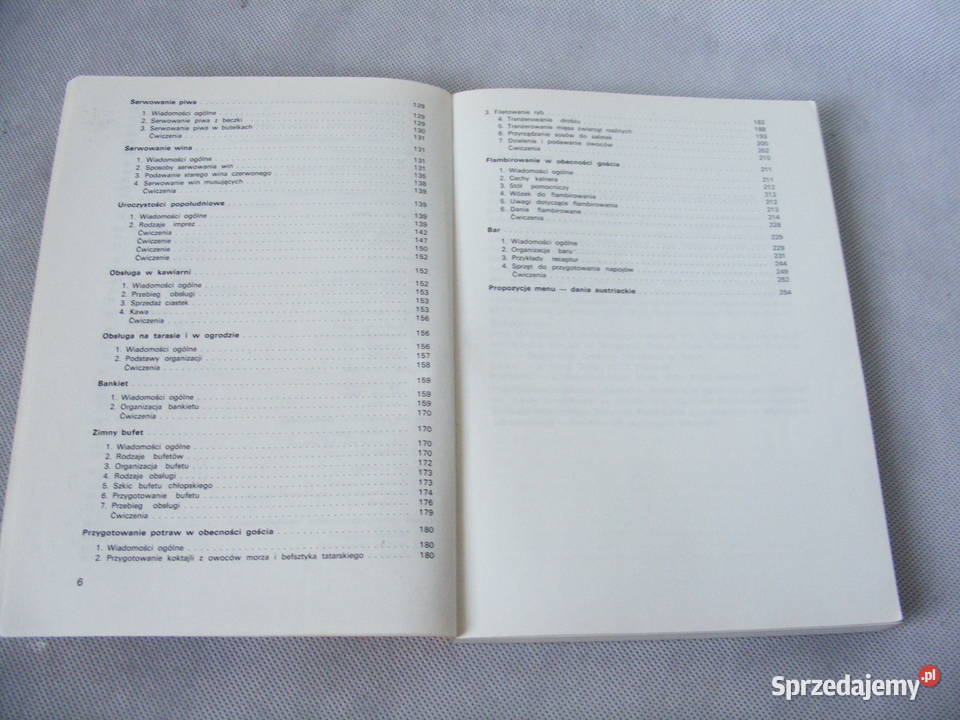 Serwowanie piwa 129
1. Wiadomości ogólne 129
2. Serwowanie piwa z beczki 129
3. Serwowanie piwa w butelkach 130
Ćwiczenia 131
Serwowanie wina 131
1. Wiadomości ogólne 131
2. Sposoby serwowania win 131
3. Podawanie starego wina czerwonego 135
4. Serwowanie win musujących 138
Ćwiczenia 139
Uroczystości popołudniowe 139
1. Wiadomości ogólne 139
2. Rodzaje imprez 139
Ćwiczenia 142
Ćwiczenie 147
Ćwiczenie 150
Ćwiczenie 152
Obsługa w kawiarni 152
1. Wiadomości ogólne 152
2. Przebieg obsługi 153
3. Sprzedaż ciastek 153
4. Kawa 153
Ćwiczenia 156
Obsługa na tarasie i w ogrodzie 156
1. Wiadomości ogólne 156
2. Podstawy organizacji 157
Ćwiczenia 158
Bankiet 159
1. Wiadomości ogólne 159
2. Organizacja bankietu 159
Ćwiczenia 170
Zimny bufet 170
1. Wiadomości ogólne 170
2. Rodzaje bufetów 170
3. Organizacja bufetu 172
4. Rodzaje obsługi 173
5. Szkic bufetu chłopskiego 173
6. Przygotowanie bufetu 174
7. Przebieg obsługi 176
Ćwiczenia 179
Przygotowanie potraw w obecności gościa 180
1. Wiadomości ogólne 180
2. Przygotowanie koktajli z owoców morza i befsztyka tatarskiego 180
6
3. Filetowanie ryb 182
4. Tranżerowanie drobiu 188
5. Tranżerowanie mięsa zwierząt rzeźnych 193
6. Przyrządzanie sosów do sałatek 200
7. Dzielenie i podawanie owoców 202
Ćwiczenia 210
Flambirowanie w obecności gościa 211
1. Wiadomości ogólne 211
2. Cechy kelnera 212
3. Stół pomocniczy 212
4. Wózek do flambirowania 212
5. Uwagi dotyczące flambirowania 213
6. Dania flambirowane 214
Ćwiczenia 228
Bar 229
1. Wiadomości ogólne 229
2. Organizacja baru 231
3. Przykłady receptur 244
4. Sprzęt do przygotowania napojów 249
Ćwiczenia 252
Propozycje menu — dania austriackie 254
Sprzedajemy.pl